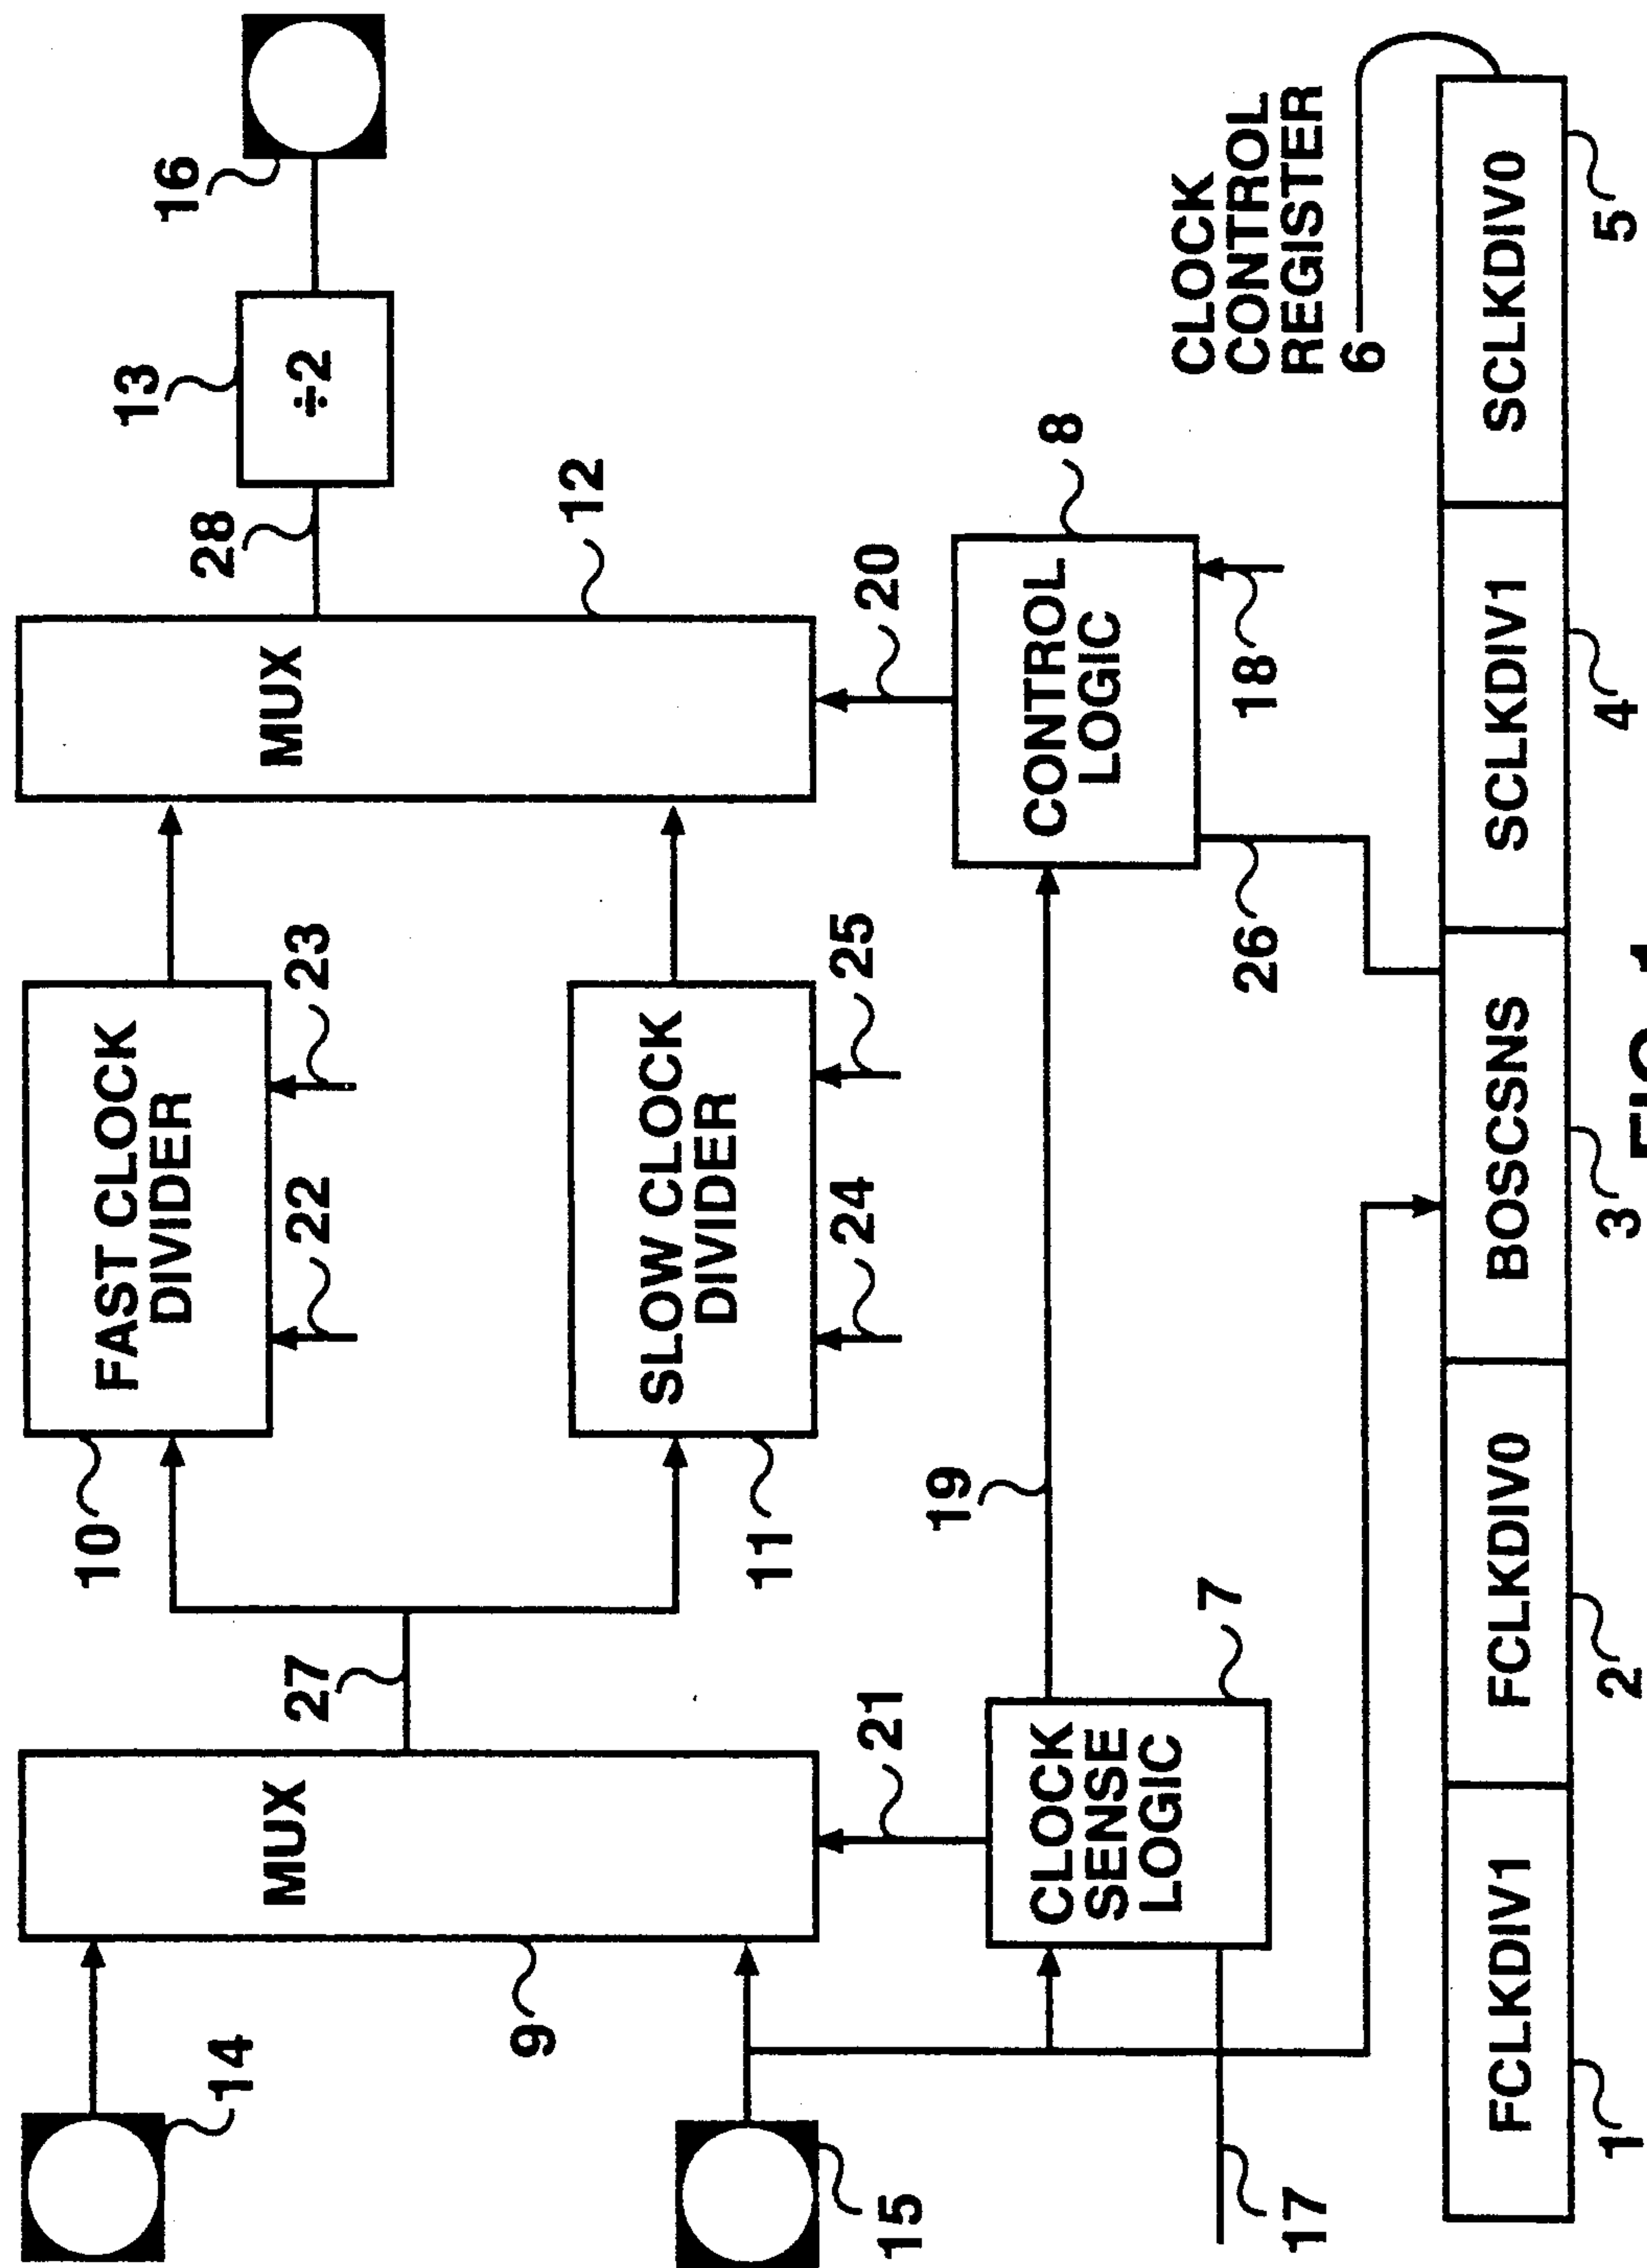 14
15
9
MUX
27
21
17
CLOCK
SENSE
LOGIC
7
10
FAST CLOCK
DIVIDER
22
23
11
SLOW CLOCK
DIVIDER
24
25
19
MUX
12
20
CONTROL
LOGIC
8
18
26
28
13
÷2
16
CLOCK
CONTROL
REGISTER
6
FCLKDIV1
FCLKDIV0
BOSCSNS
SCLKDIV1
SCLKDIV0
1
2
3
4
5